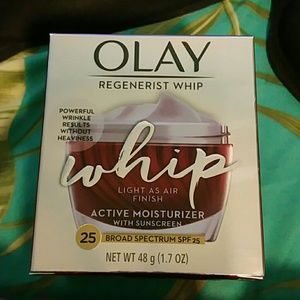 OLAY
REGENERIST WHIP
POWERFUL
WRINKLE
RESULTS
WITHOUT
HEAVINESS
whip
LIGHT AS AIR
FINISH
ACTIVE MOISTURIZER
WITH SUNSCREEN
25 BROAD SPECTRUM SPF 25
NET WT 48 g (1.7 OZ)